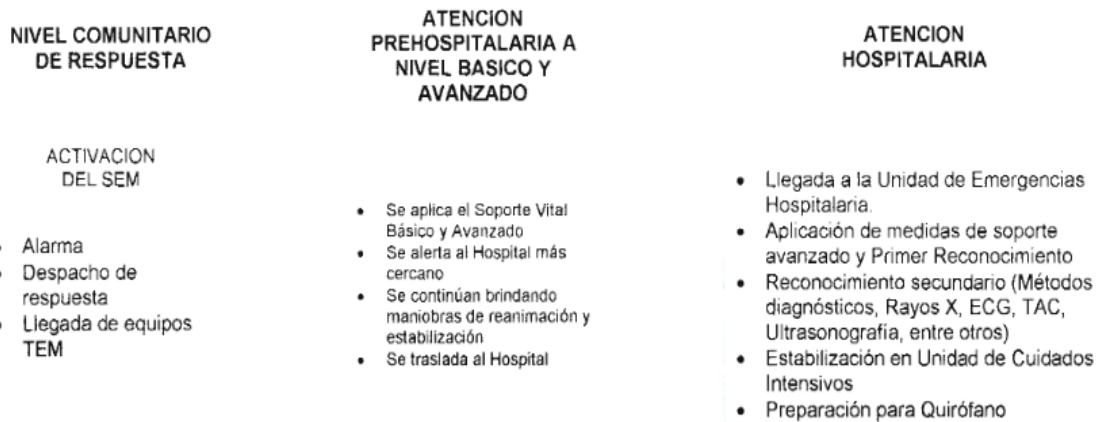 NIVEL COMUNITARIO
DE RESPUESTA
ACTIVACION
DEL SEM
Alarma
Despacho de
respuesta
Llegada de equipos
TEM
ATENCION
PREHOSPITALARIA A
NIVEL BASICO Y
AVANZADO
• Se aplica el Soporte Vital
Básico y Avanzado
• Se alerta al Hospital más
cercano
• Se continúan brindando
maniobras de reanimación y
estabilización
• Se traslada al Hospital
ATENCION
HOSPITALARIA
• Llegada a la Unidad de Emergencias
Hospitalaria.
• Aplicación de medidas de soporte
avanzado y Primer Reconocimiento
• Reconocimiento secundario (Métodos
diagnósticos, Rayos X, ECG, TAC,
Ultrasonografía, entre otros)
• Estabilización en Unidad de Cuidados
Intensivos
• Preparación para Quirófano